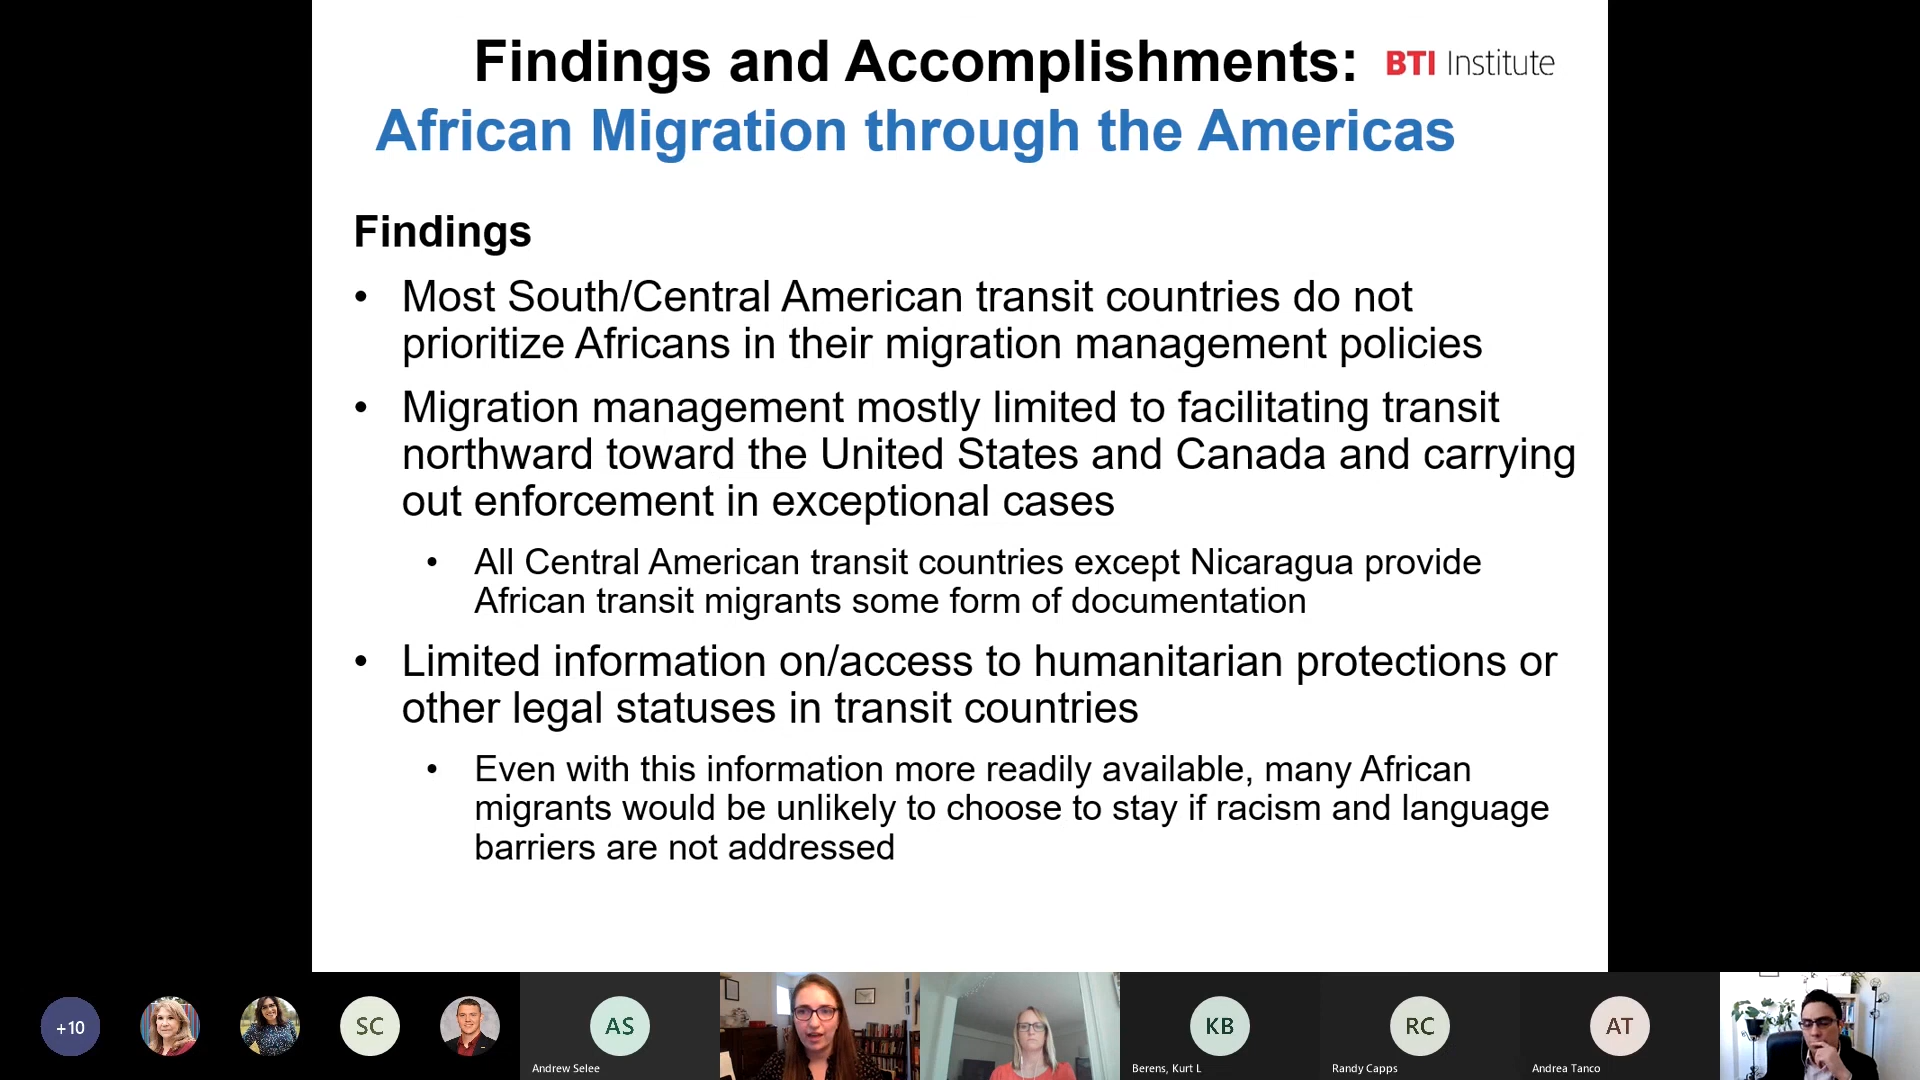 Findings and Accomplishments:
BTI Institute
African Migration through the Americas
Findings
• Most South/Central American transit countries do not
prioritize Africans in their migration management policies
• Migration management mostly limited to facilitating transit
northward toward the United States and Canada and carrying
out enforcement in exceptional cases
• All Central American transit countries except Nicaragua provide
African transit migrants some form of documentation
• Limited information on/access to humanitarian protections or
other legal statuses in transit countries
• Even with this information more readily available, many African
migrants would be unlikely to choose to stay if racism and language
barriers are not addressed
+10
SC
AS
KB
RC
AT
Andrew Selee
Berens, Kurt L
Randy Capps
Andrea Tanco